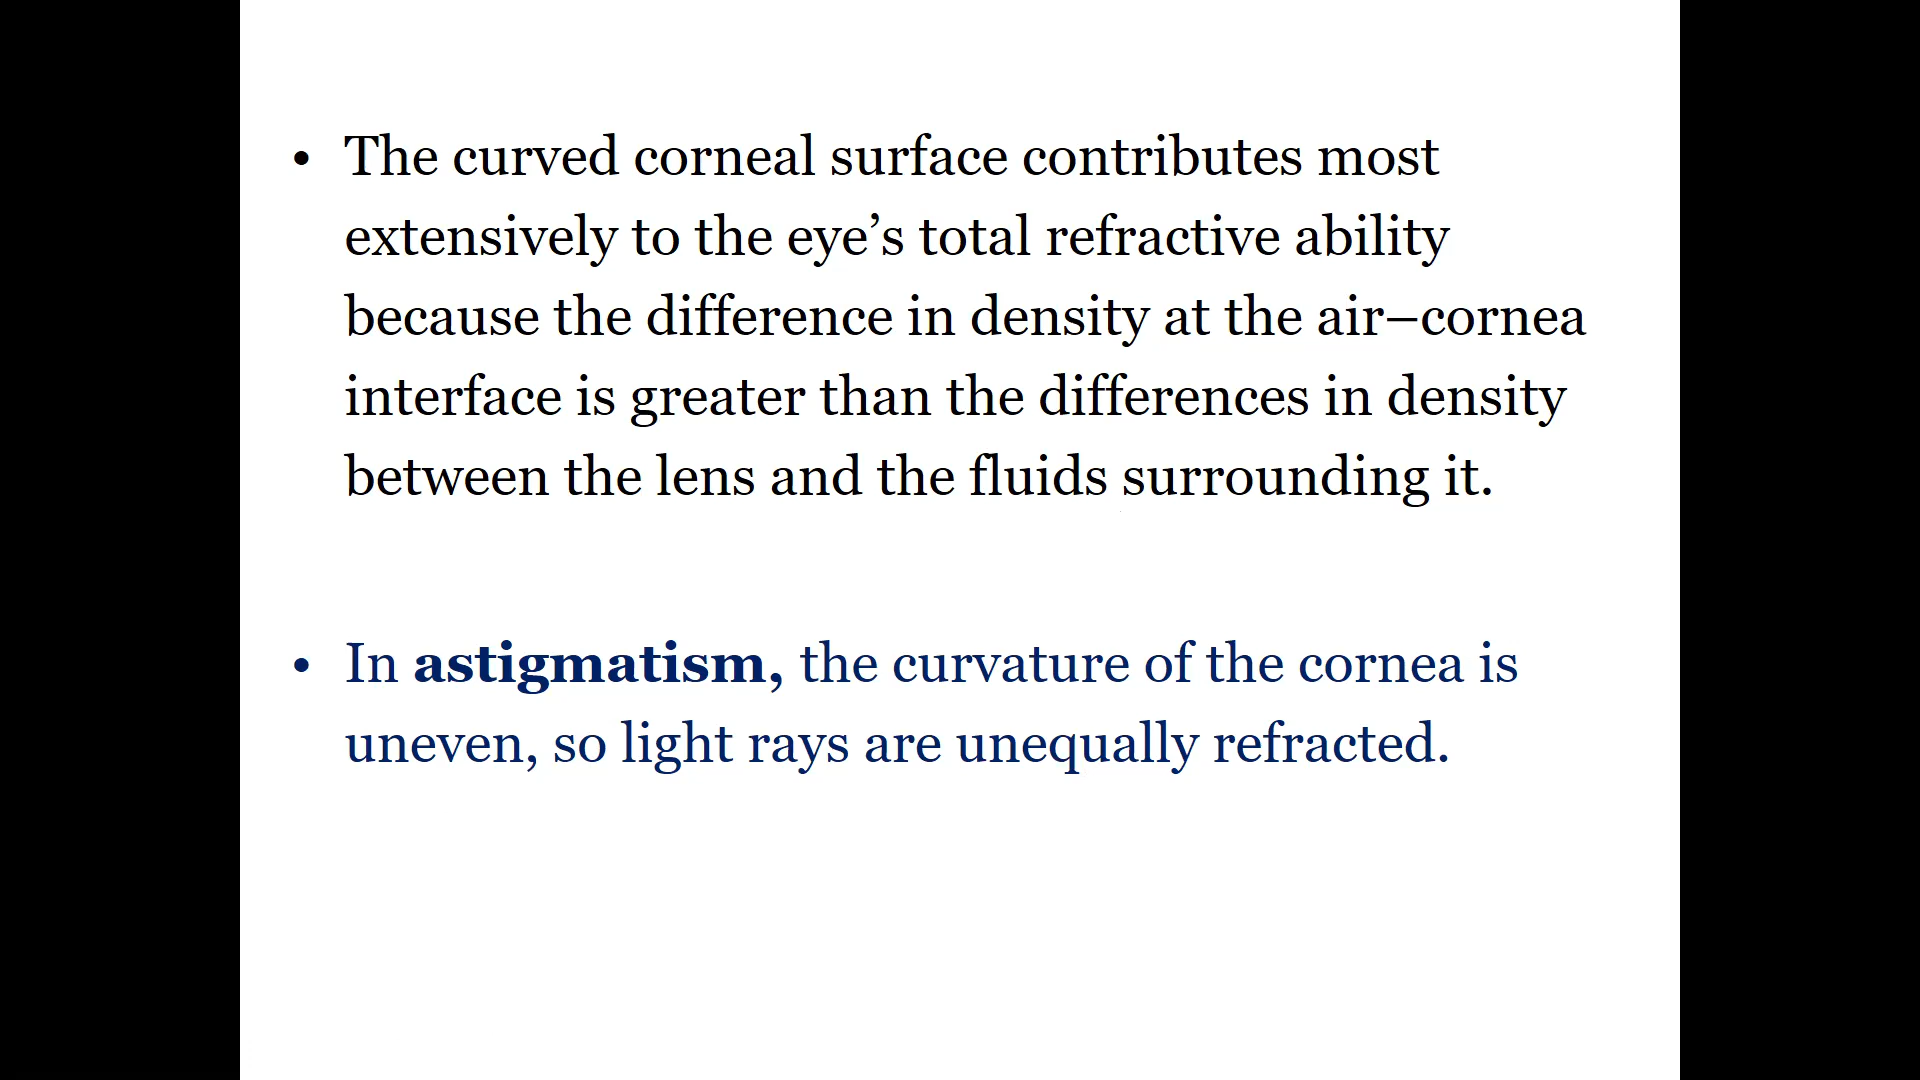 • The curved corneal surface contributes most
extensively to the eye’s total refractive ability
because the difference in density at the air–cornea
interface is greater than the differences in density
between the lens and the fluids surrounding it.
• In astigmatism, the curvature of the cornea is
uneven, so light rays are unequally refracted.